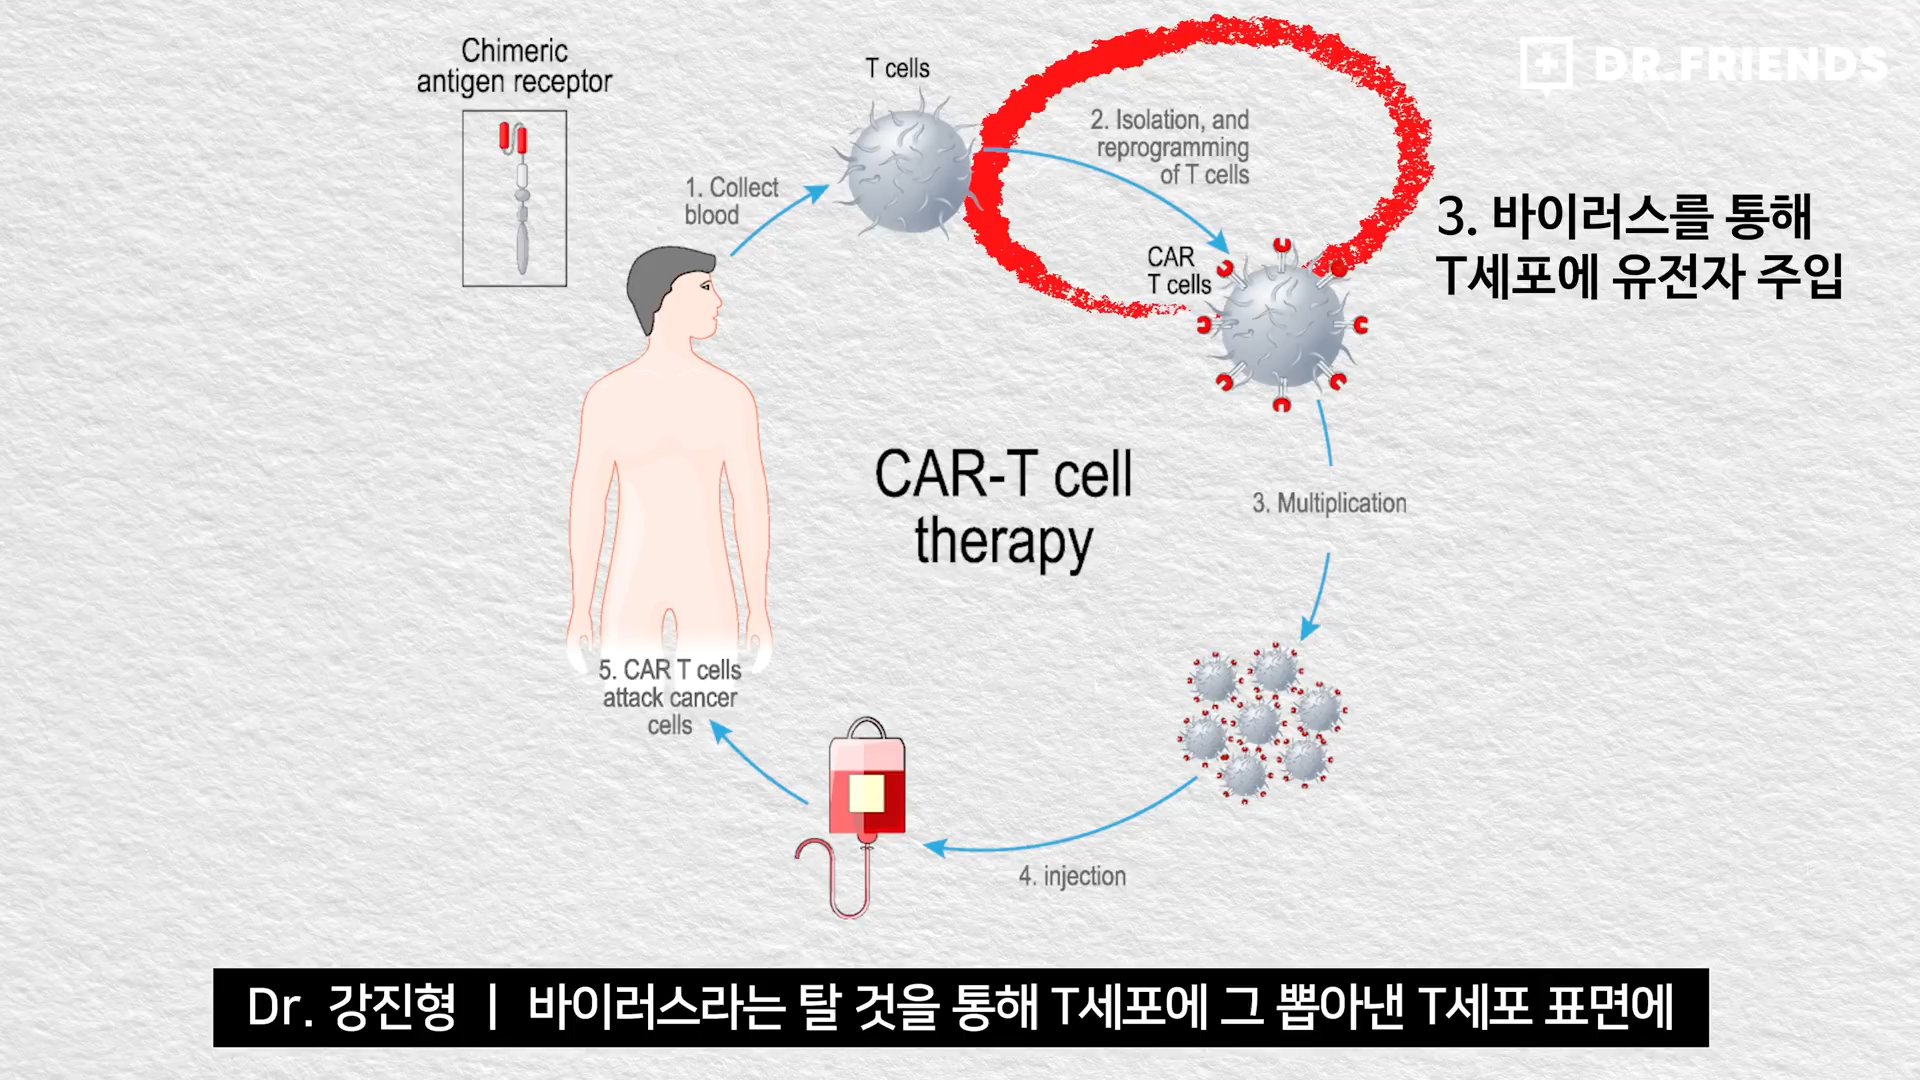 DR.FRIENDS
Chimeric
antigen receptor
T cells
1. Collect
blood
2. Isolation, and
reprogramming
of T cells
CAR
T cells
3. 바이러스를 통해
T세포에 유전자 주입
CAR-T cell
therapy
3. Multiplication
5. CAR T cells
attack cancer
cells
4. injection
Dr. 강진형 | 바이러스라는 탈 것을 통해 T세포에 그 뽑아낸 T세포 표면에